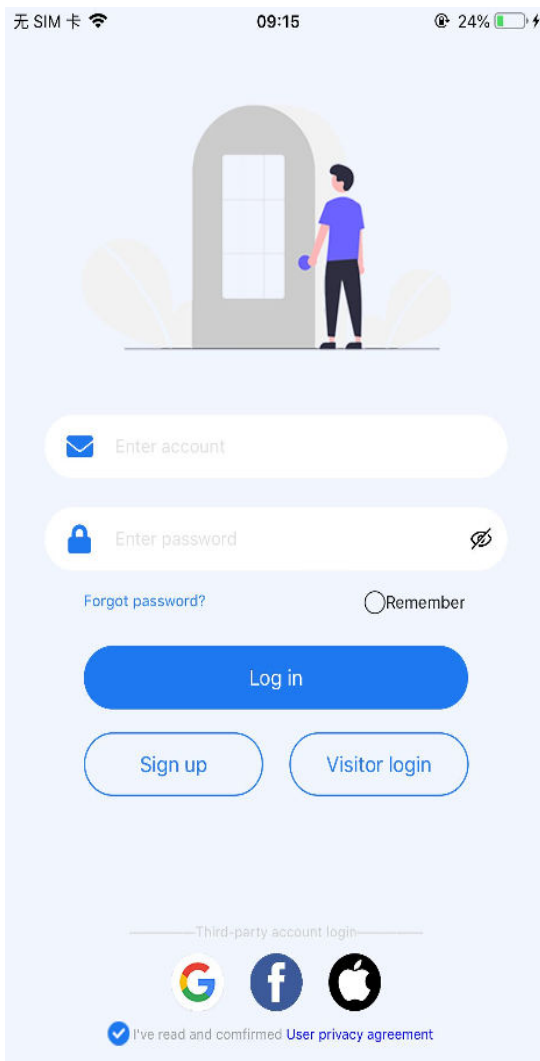 无 SIM 卡 09:15 24%
Enter account
Enter password
Forgot password? Remember
Log in
Sign up Visitor login
Third-party account login
I've read and comfirmed User privacy agreement